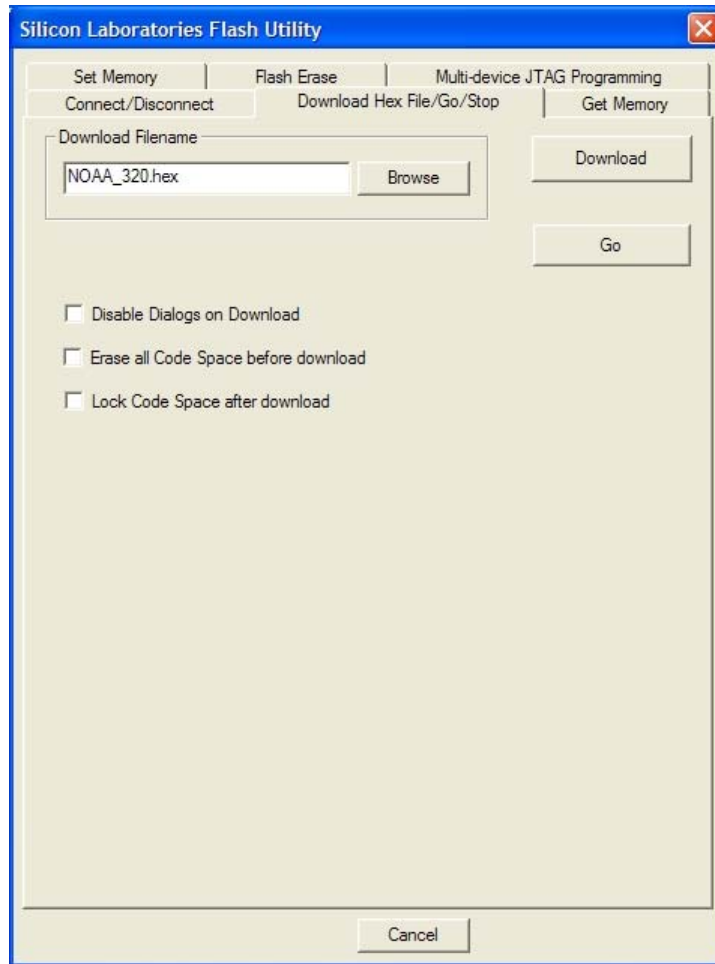 Silicon Laboratories Flash Utility
Set Memory
Flash Erase
Multi-device JTAG Programming
Connect/Disconnect
Download Hex File/Go/Stop
Get Memory
Download Filename
NOAA_320.hex
Browse
Download
Go
Disable Dialogs on Download
Erase all Code Space before download
Lock Code Space after download
Cancel